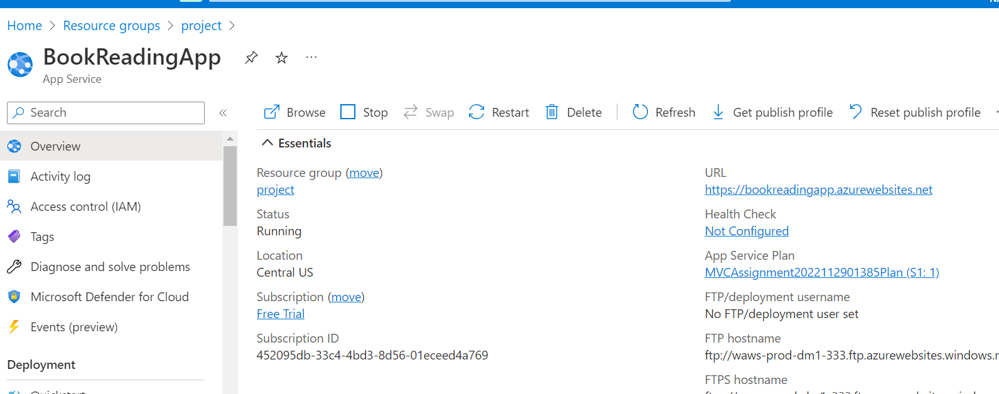 Home > Resource groups > project >
BookReadingApp
App Service
Search
Browse Stop Swap Restart Delete Refresh Get publish profile Reset publish profile
Overview
Activity log
Access control (IAM)
Tags
Diagnose and solve problems
Microsoft Defender for Cloud
Events (preview)
Deployment
Quickstart
Essentials
Resource group (move)
project
Status
Running
Location
Central US
Subscription (move)
Free Trial
Subscription ID
452095db-33c4-4bd3-8d56-01eceed4a769
URL
https://bookreadingapp.azurewebsites.net
Health Check
Not Configured
App Service Plan
MVCAssignment2022112901385Plan (S1: 1)
FTP/deployment username
No FTP/deployment user set
FTP hostname
ftp://waws-prod-dm1-333.ftp.azurewebsites.windows.
FTPS hostname